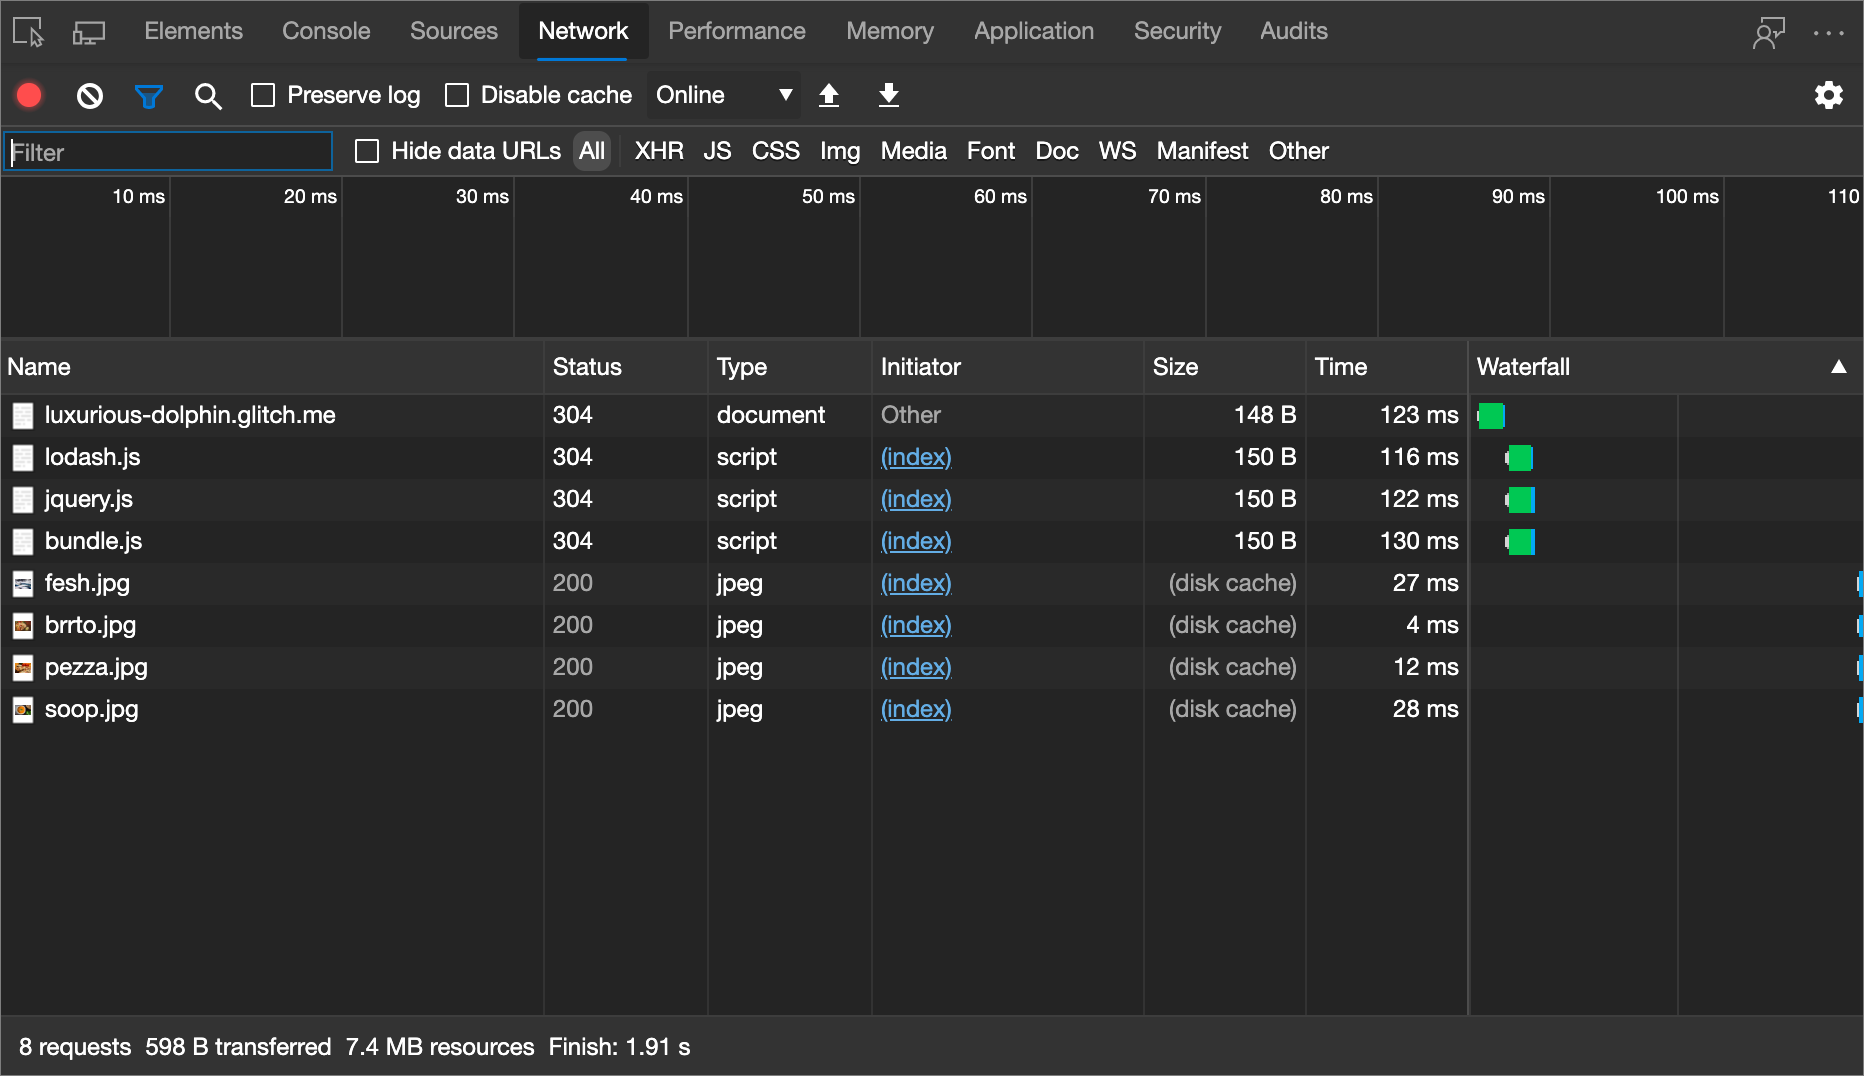 Elements Console Sources Network Performance Memory Application Security Audits
Preserve log Disable cache Online
Filter Hide data URLs All XHR JS CSS Img Media Font Doc WS Manifest Other
10 ms 20 ms 30 ms 40 ms 50 ms 60 ms 70 ms 80 ms 90 ms 100 ms 110
Name Status Type Initiator Size Time Waterfall
luxurious-dolphin.glitch.me 304 document Other 148 B 123 ms
lodash.js 304 script (index) 150 B 116 ms
jquery.js 304 script (index) 150 B 122 ms
bundle.js 304 script (index) 150 B 130 ms
fesh.jpg 200 jpeg (index) (disk cache) 27 ms
brrto.jpg 200 jpeg (index) (disk cache) 4 ms
pezza.jpg 200 jpeg (index) (disk cache) 12 ms
soop.jpg 200 jpeg (index) (disk cache) 28 ms
8 requests 598 B transferred 7.4 MB resources Finish: 1.91 s